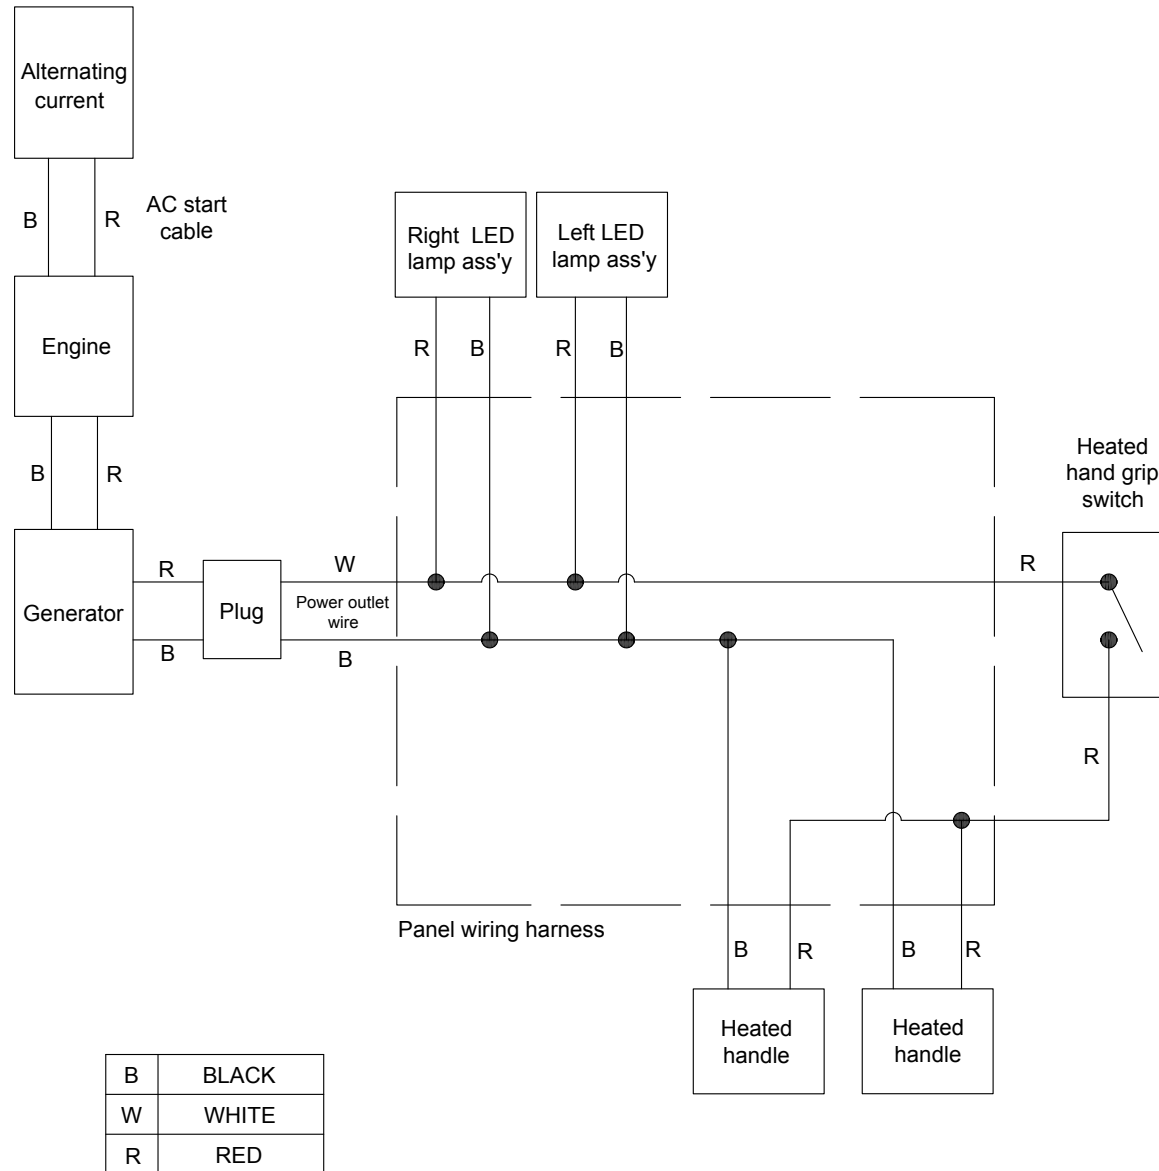 Alternating
current
B
R
AC start
cable
Right LED
lamp ass'y
Left LED
lamp ass'y
Engine
R
B
R
B
B
R
Heated
hand grip
switch
Generator
R
B
Plug
W
Power outlet
wire
B
R
R
Panel wiring harness
B
R
B
R
Heated
handle
Heated
handle
B BLACK
W WHITE
R RED